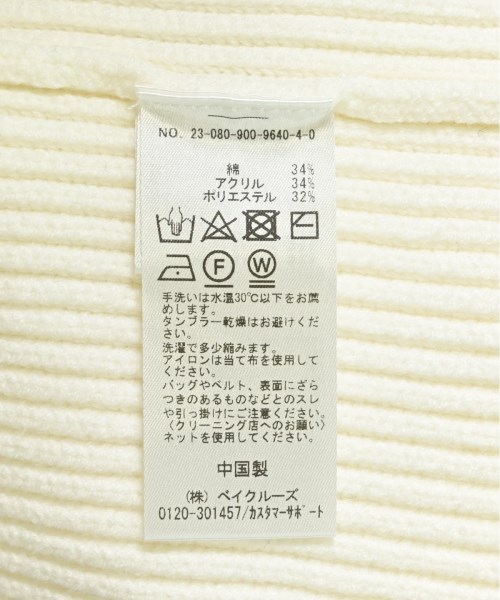 NO. 23-080-900-9640-4-0
綿 34%
アクリル 34%
ポリエステル 32%
F W
手洗いは水温30℃以下をお薦
めします。
タンブラー乾燥はお避けくだ
さい。
洗濯で多少縮みます。
アイロンは当て布を使用して
ください。
バッグやベルト、表面にざら
つきのあるものなどとのスレ
や引っ掛けにご注意ください。
〈クリーニング店へのお願い〉
ネットを使用してください。
中国製
(株) ベイクルーズ
0120-301457/カスタマーサポート